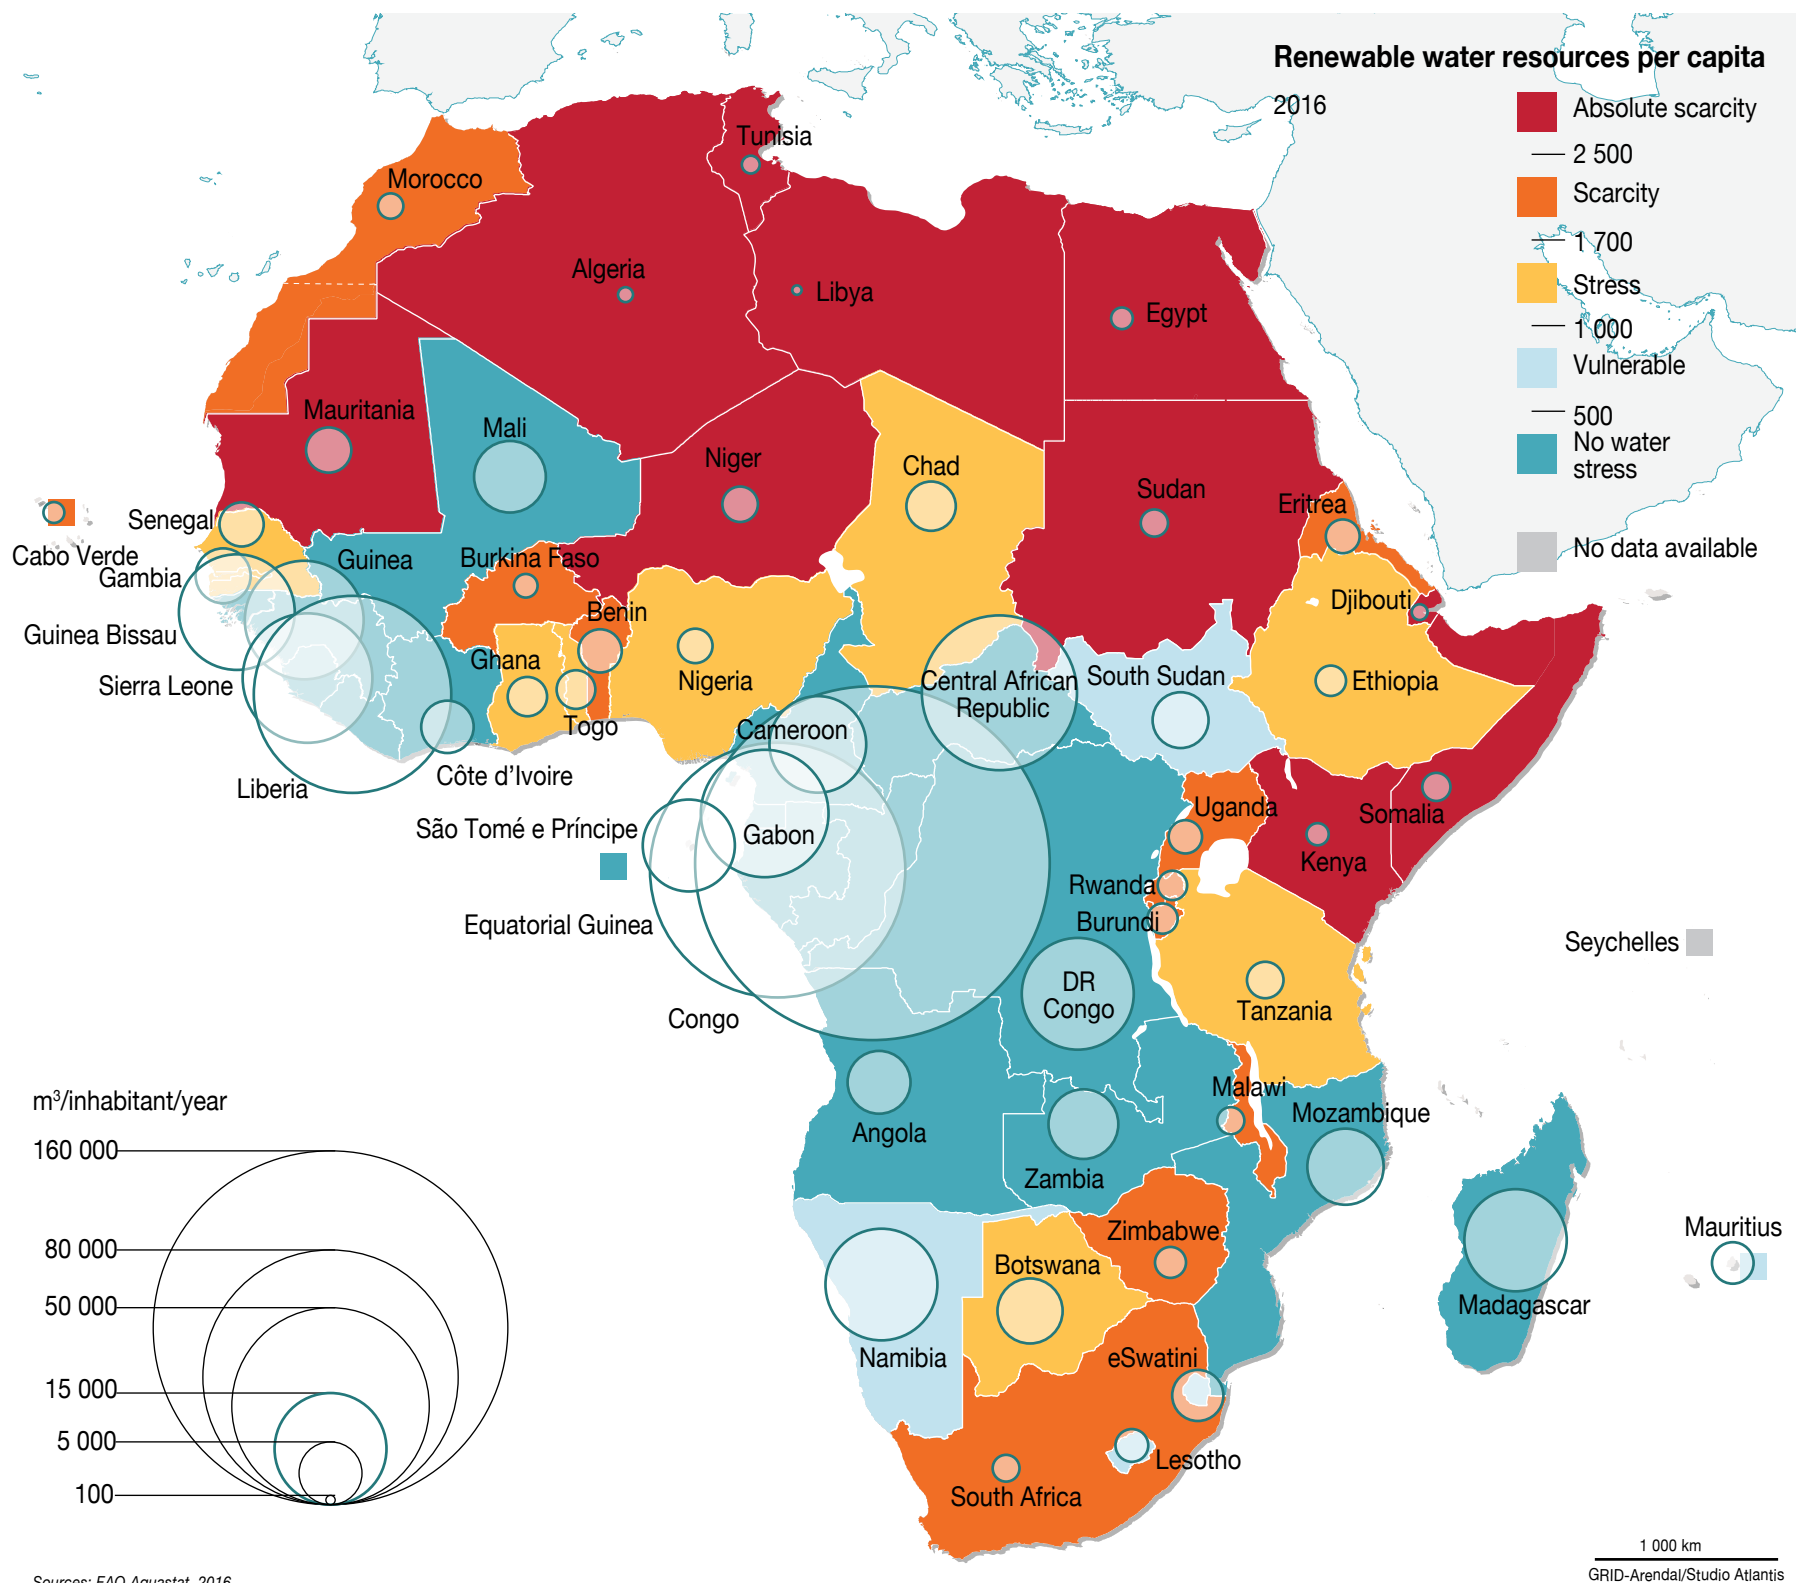 Renewable water resources per capita
2016
Absolute scarcity
2 500
Scarcity
1 700
Stress
1 000
Vulnerable
500
No water
stress
No data available
Tunisia
Morocco
Algeria
Libya
Egypt
Mauritania
Mali
Niger
Chad
Sudan
Eritrea
Senegal
Cabo Verde
Gambia
Guinea
Burkina Faso
Benin
Djibouti
Guinea Bissau
Ghana
Nigeria
Central African
Republic
South Sudan
Ethiopia
Sierra Leone
Togo
Cameroon
Liberia
Côte d’Ivoire
São Tomé e Príncipe
Gabon
Uganda
Somalia
Kenya
Rwanda
Burundi
Equatorial Guinea
Seychelles
Congo
DR
Congo
Tanzania
Angola
Zambia
Malawi
Mozambique
Zimbabwe
Botswana
Mauritius
Madagascar
Namibia
eSwatini
Lesotho
South Africa
m³/inhabitant/year
160 000
80 000
50 000
15 000
5 000
100
1 000 km
GRID-Arendal/Studio Atlantis
Sources: FAO Aquastat, 2016